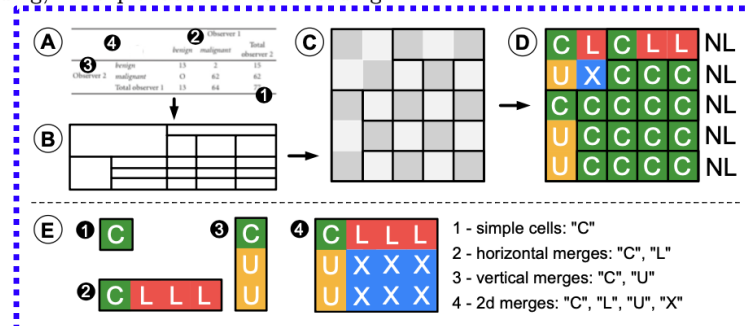 A
Observer 1
4 2
benign malignant Total observer 2
3 benign 13 2 15
Observer 2 malignant O 62 62
Total observer 1 13 64
1
B
C
D
C L C L L NL
U X C C C NL
C C C C C NL
U C C C C NL
U C C C C NL
E
1 C
2 C L L L
3 C
U
U
4 C L L L
U X X X
U X X X
1 - simple cells: "C"
2 - horizontal merges: "C", "L"
3 - vertical merges: "C", "U"
4 - 2d merges: "C", "L", "U", "X"